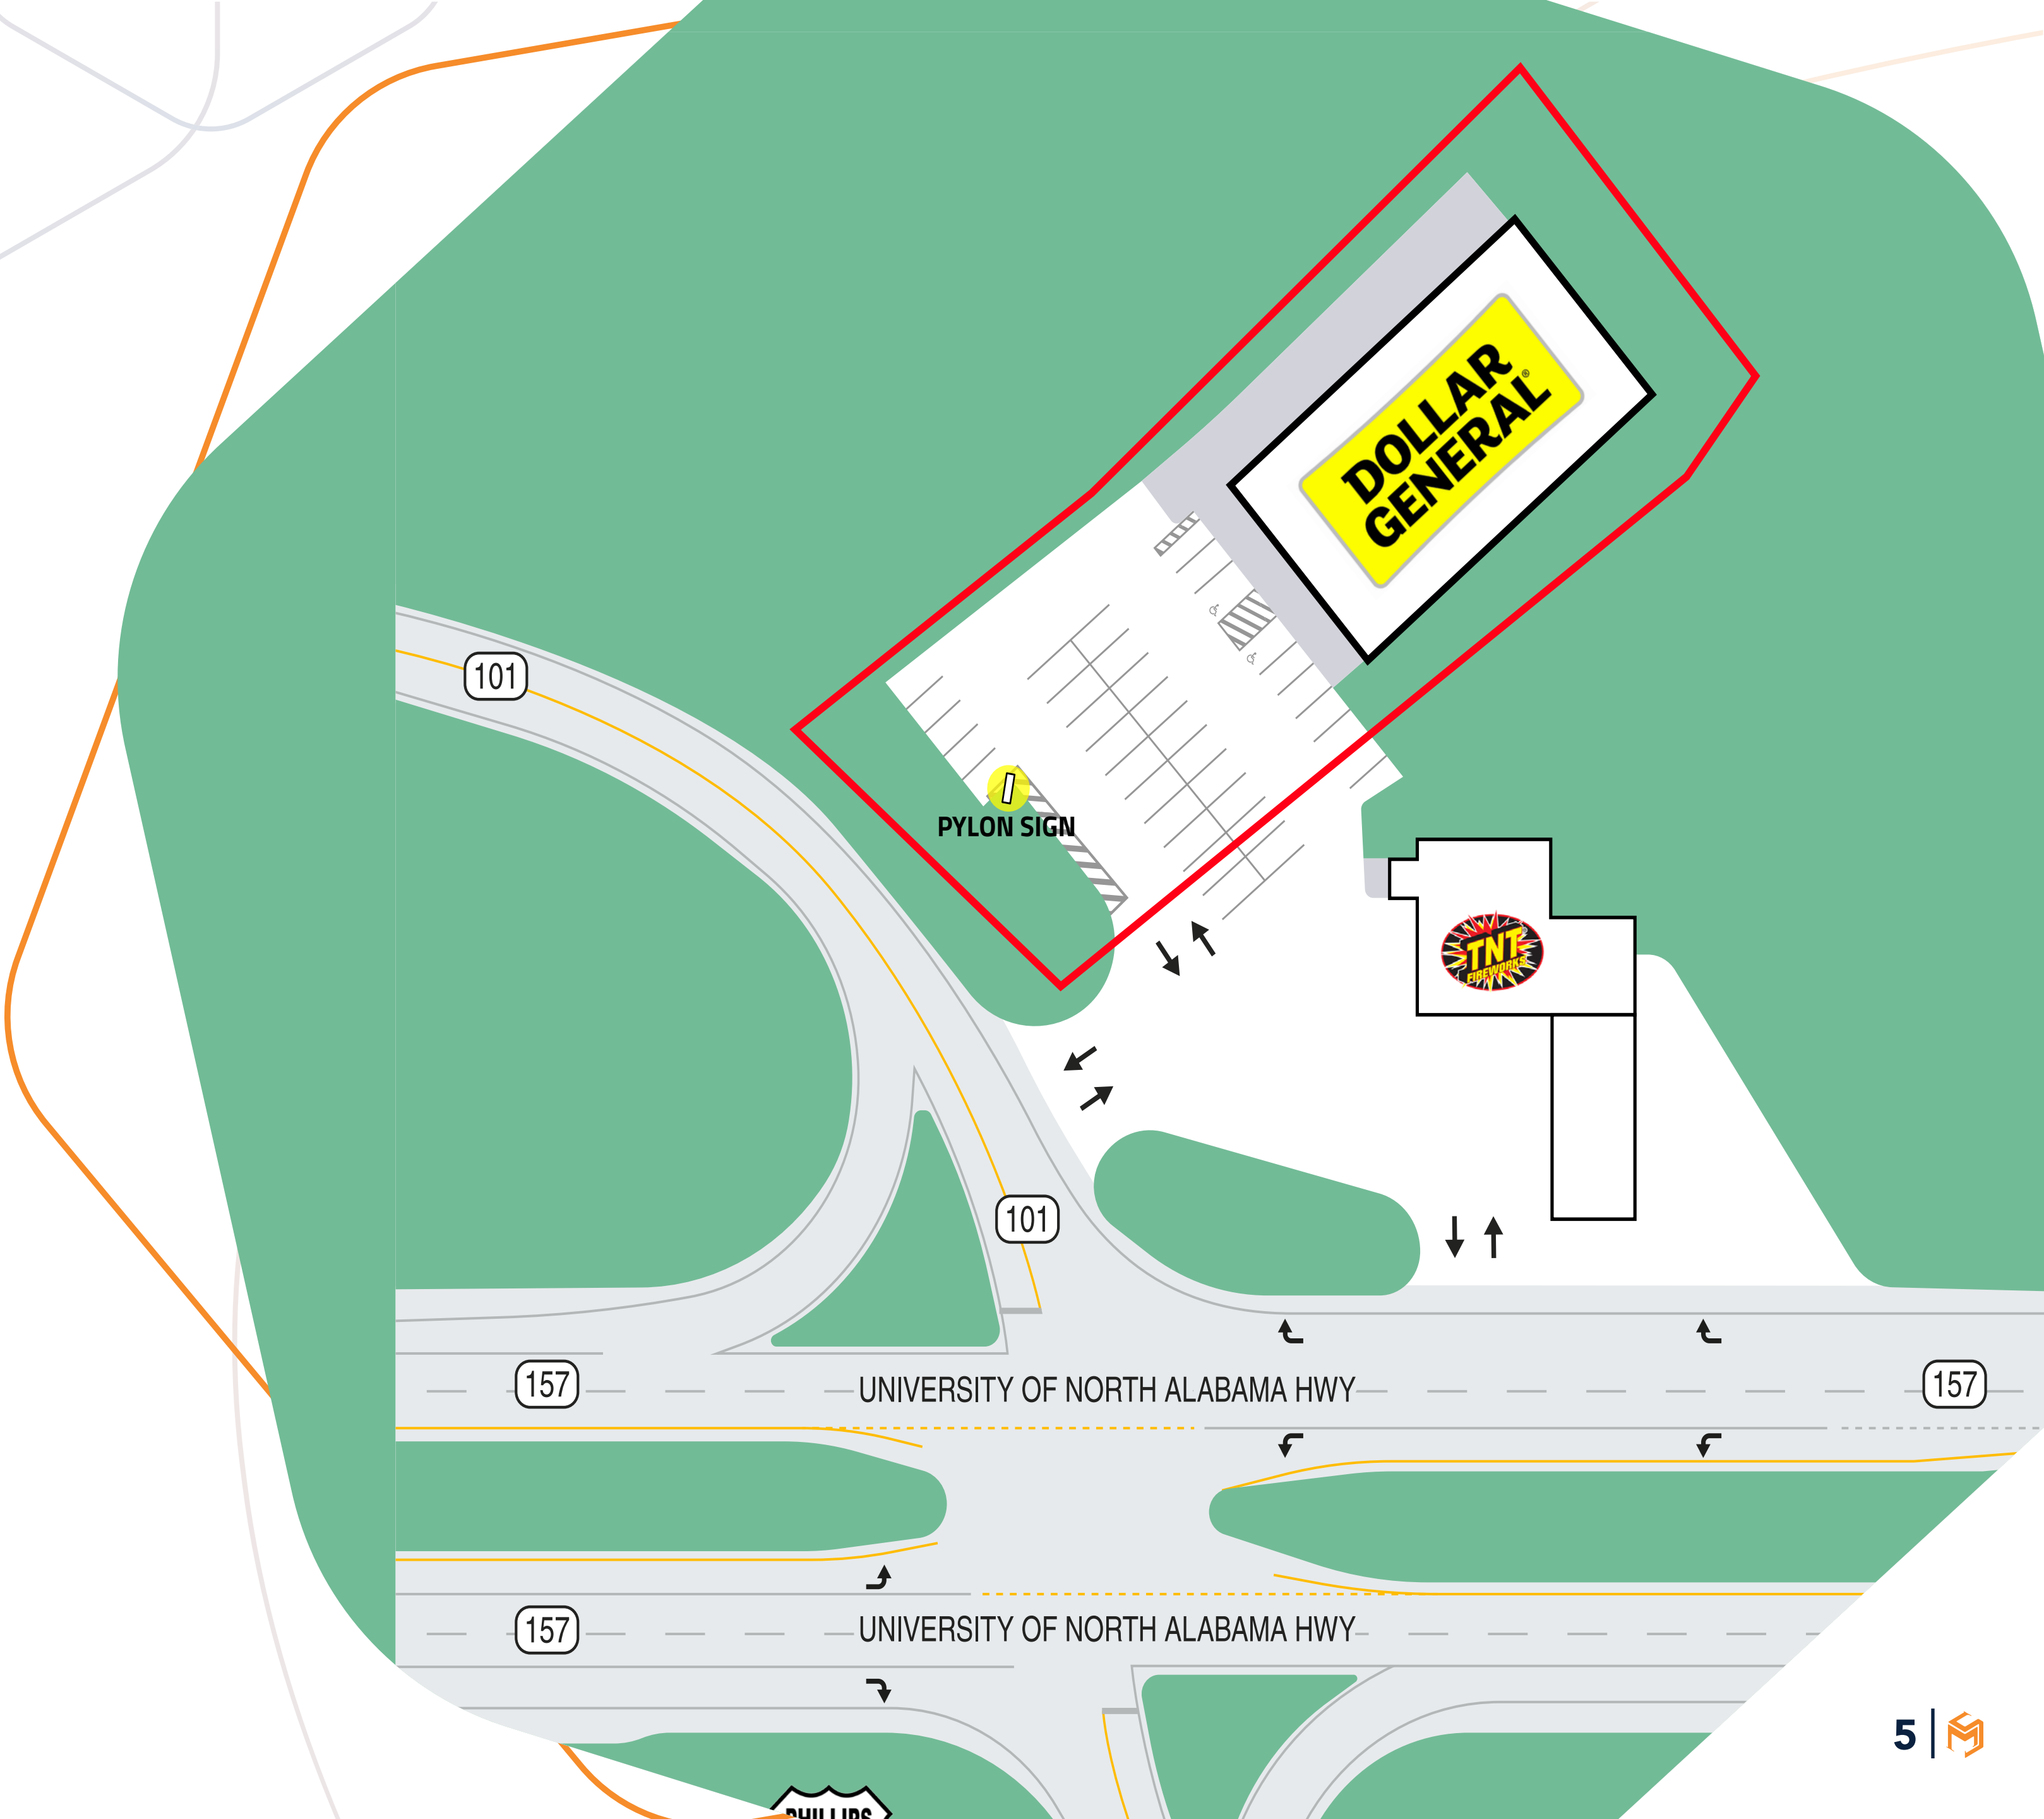 DOLLAR
GENERAL®
101
PYLON SIGN
TNT
FIREWORKS
101
157
UNIVERSITY OF NORTH ALABAMA HWY
157
157
UNIVERSITY OF NORTH ALABAMA HWY
5
PHILLIPS